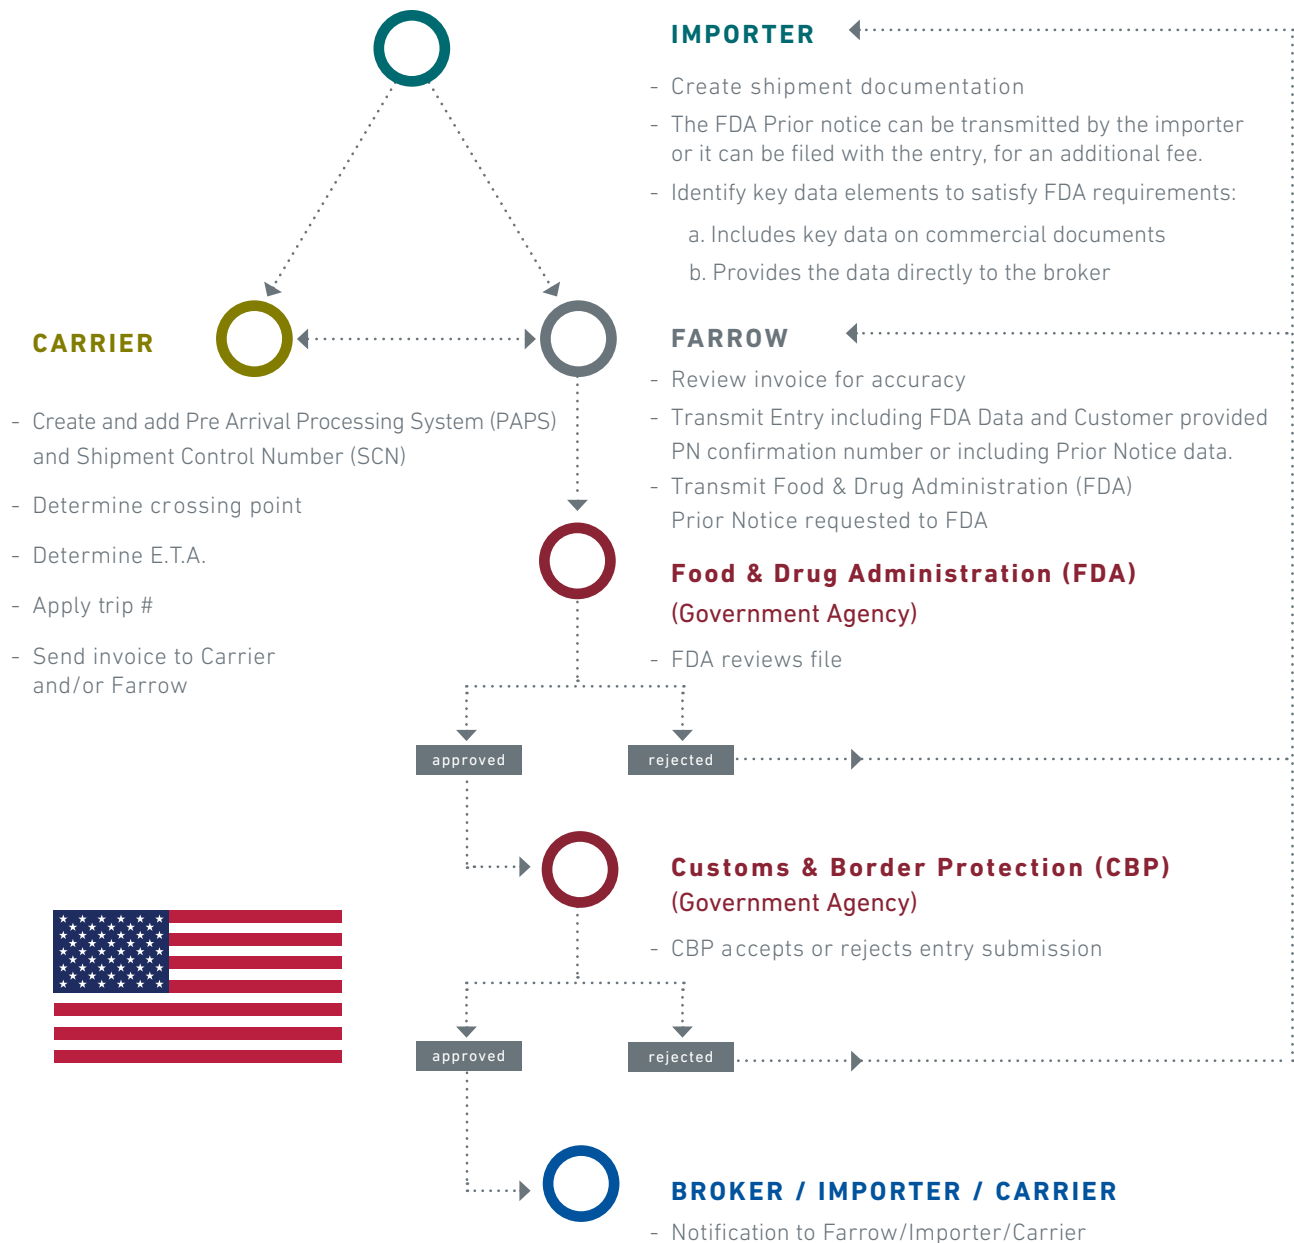 IMPORTER
- Create shipment documentation
- The FDA Prior notice can be transmitted by the importer
or it can be filed with the entry, for an additional fee.
- Identify key data elements to satisfy FDA requirements:
a. Includes key data on commercial documents
b. Provides the data directly to the broker
CARRIER
- Create and add Pre Arrival Processing System (PAPS)
and Shipment Control Number (SCN)
- Determine crossing point
- Determine E.T.A.
- Apply trip #
- Send invoice to Carrier
and/or Farrow
FARROW
- Review invoice for accuracy
- Transmit Entry including FDA Data and Customer provided
PN confirmation number or including Prior Notice data.
- Transmit Food & Drug Administration (FDA)
Prior Notice requested to FDA
Food & Drug Administration (FDA)
(Government Agency)
- FDA reviews file
approved
rejected
Customs & Border Protection (CBP)
(Government Agency)
- CBP accepts or rejects entry submission
approved
rejected
BROKER / IMPORTER / CARRIER
- Notification to Farrow/Importer/Carrier